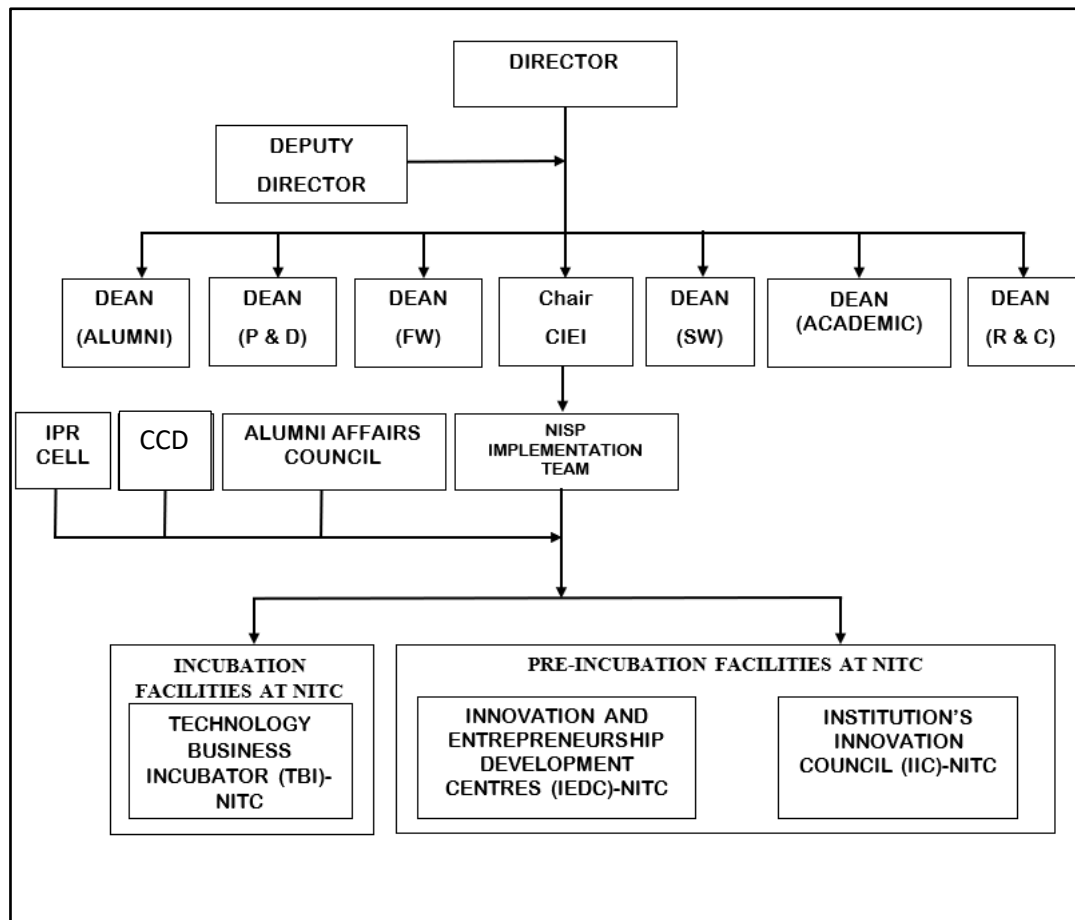 DIRECTOR
DEPUTY
DIRECTOR
DEAN
(ALUMNI)
DEAN
(P & D)
DEAN
(FW)
Chair
CIEI
DEAN
(SW)
DEAN
(ACADEMIC)
DEAN
(R & C)
IPR
CELL
CCD
ALUMNI AFFAIRS
COUNCIL
NISP
IMPLEMENTATION
TEAM
INCUBATION
FACILITIES AT NITC
TECHNOLOGY
BUSINESS
INCUBATOR (TBI)-
NITC
PRE-INCUBATION FACILITIES AT NITC
INNOVATION AND
ENTREPRENEURSHIP
DEVELOPMENT
CENTRES (IEDC)-NITC
INSTITUTION’S
INNOVATION
COUNCIL (IIC)-NITC